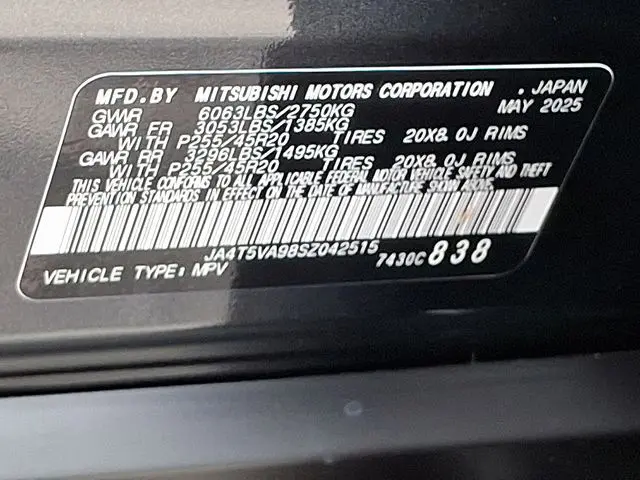 MFD. BY MITSUBISHI MOTORS CORPORATION . JAPAN
GVWR 6063LBS/2750KG MAY 2025
GAWR FR 3053LBS/1385KG
WITH P255/45R20 TIRES 20X8.0J RIMS
GAWR RR 3296LBS/1495KG
WITH P255/45R20 TIRES 20X8.0J RIMS
THIS VEHICLE CONFORMS TO ALL APPLICABLE FEDERAL MOTOR VEHICLE SAFETY AND THEFT
PREVENTION STANDARDS IN EFFECT ON THE DATE OF MANUFACTURE SHOWN ABOVE.
JA4T5VA98SZ042515
VEHICLE TYPE: MPV 7430C 838